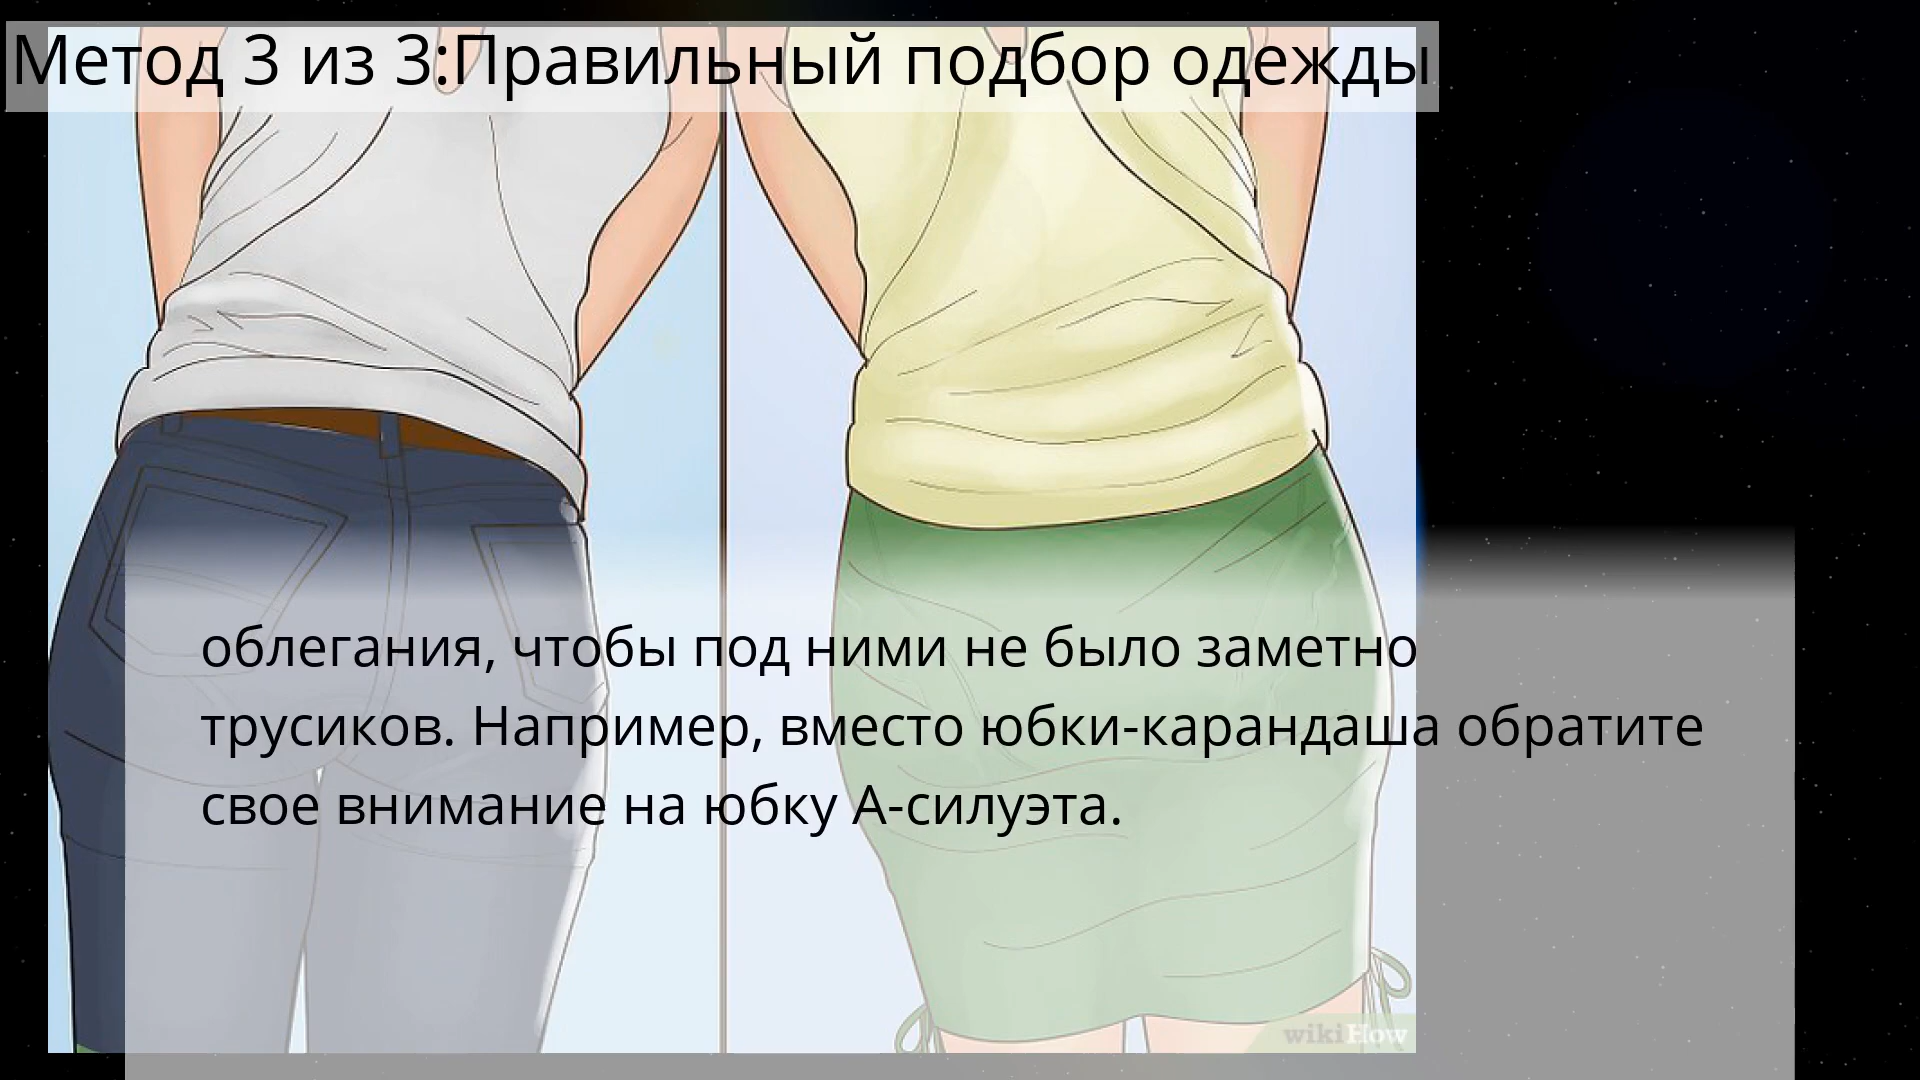 Метод 3 из 3:Правильный подбор одежды
облегания, чтобы под ними не было заметно
трусиков. Например, вместо юбки-карандаша обратите
свое внимание на юбку А-силуэта.
wikiHow